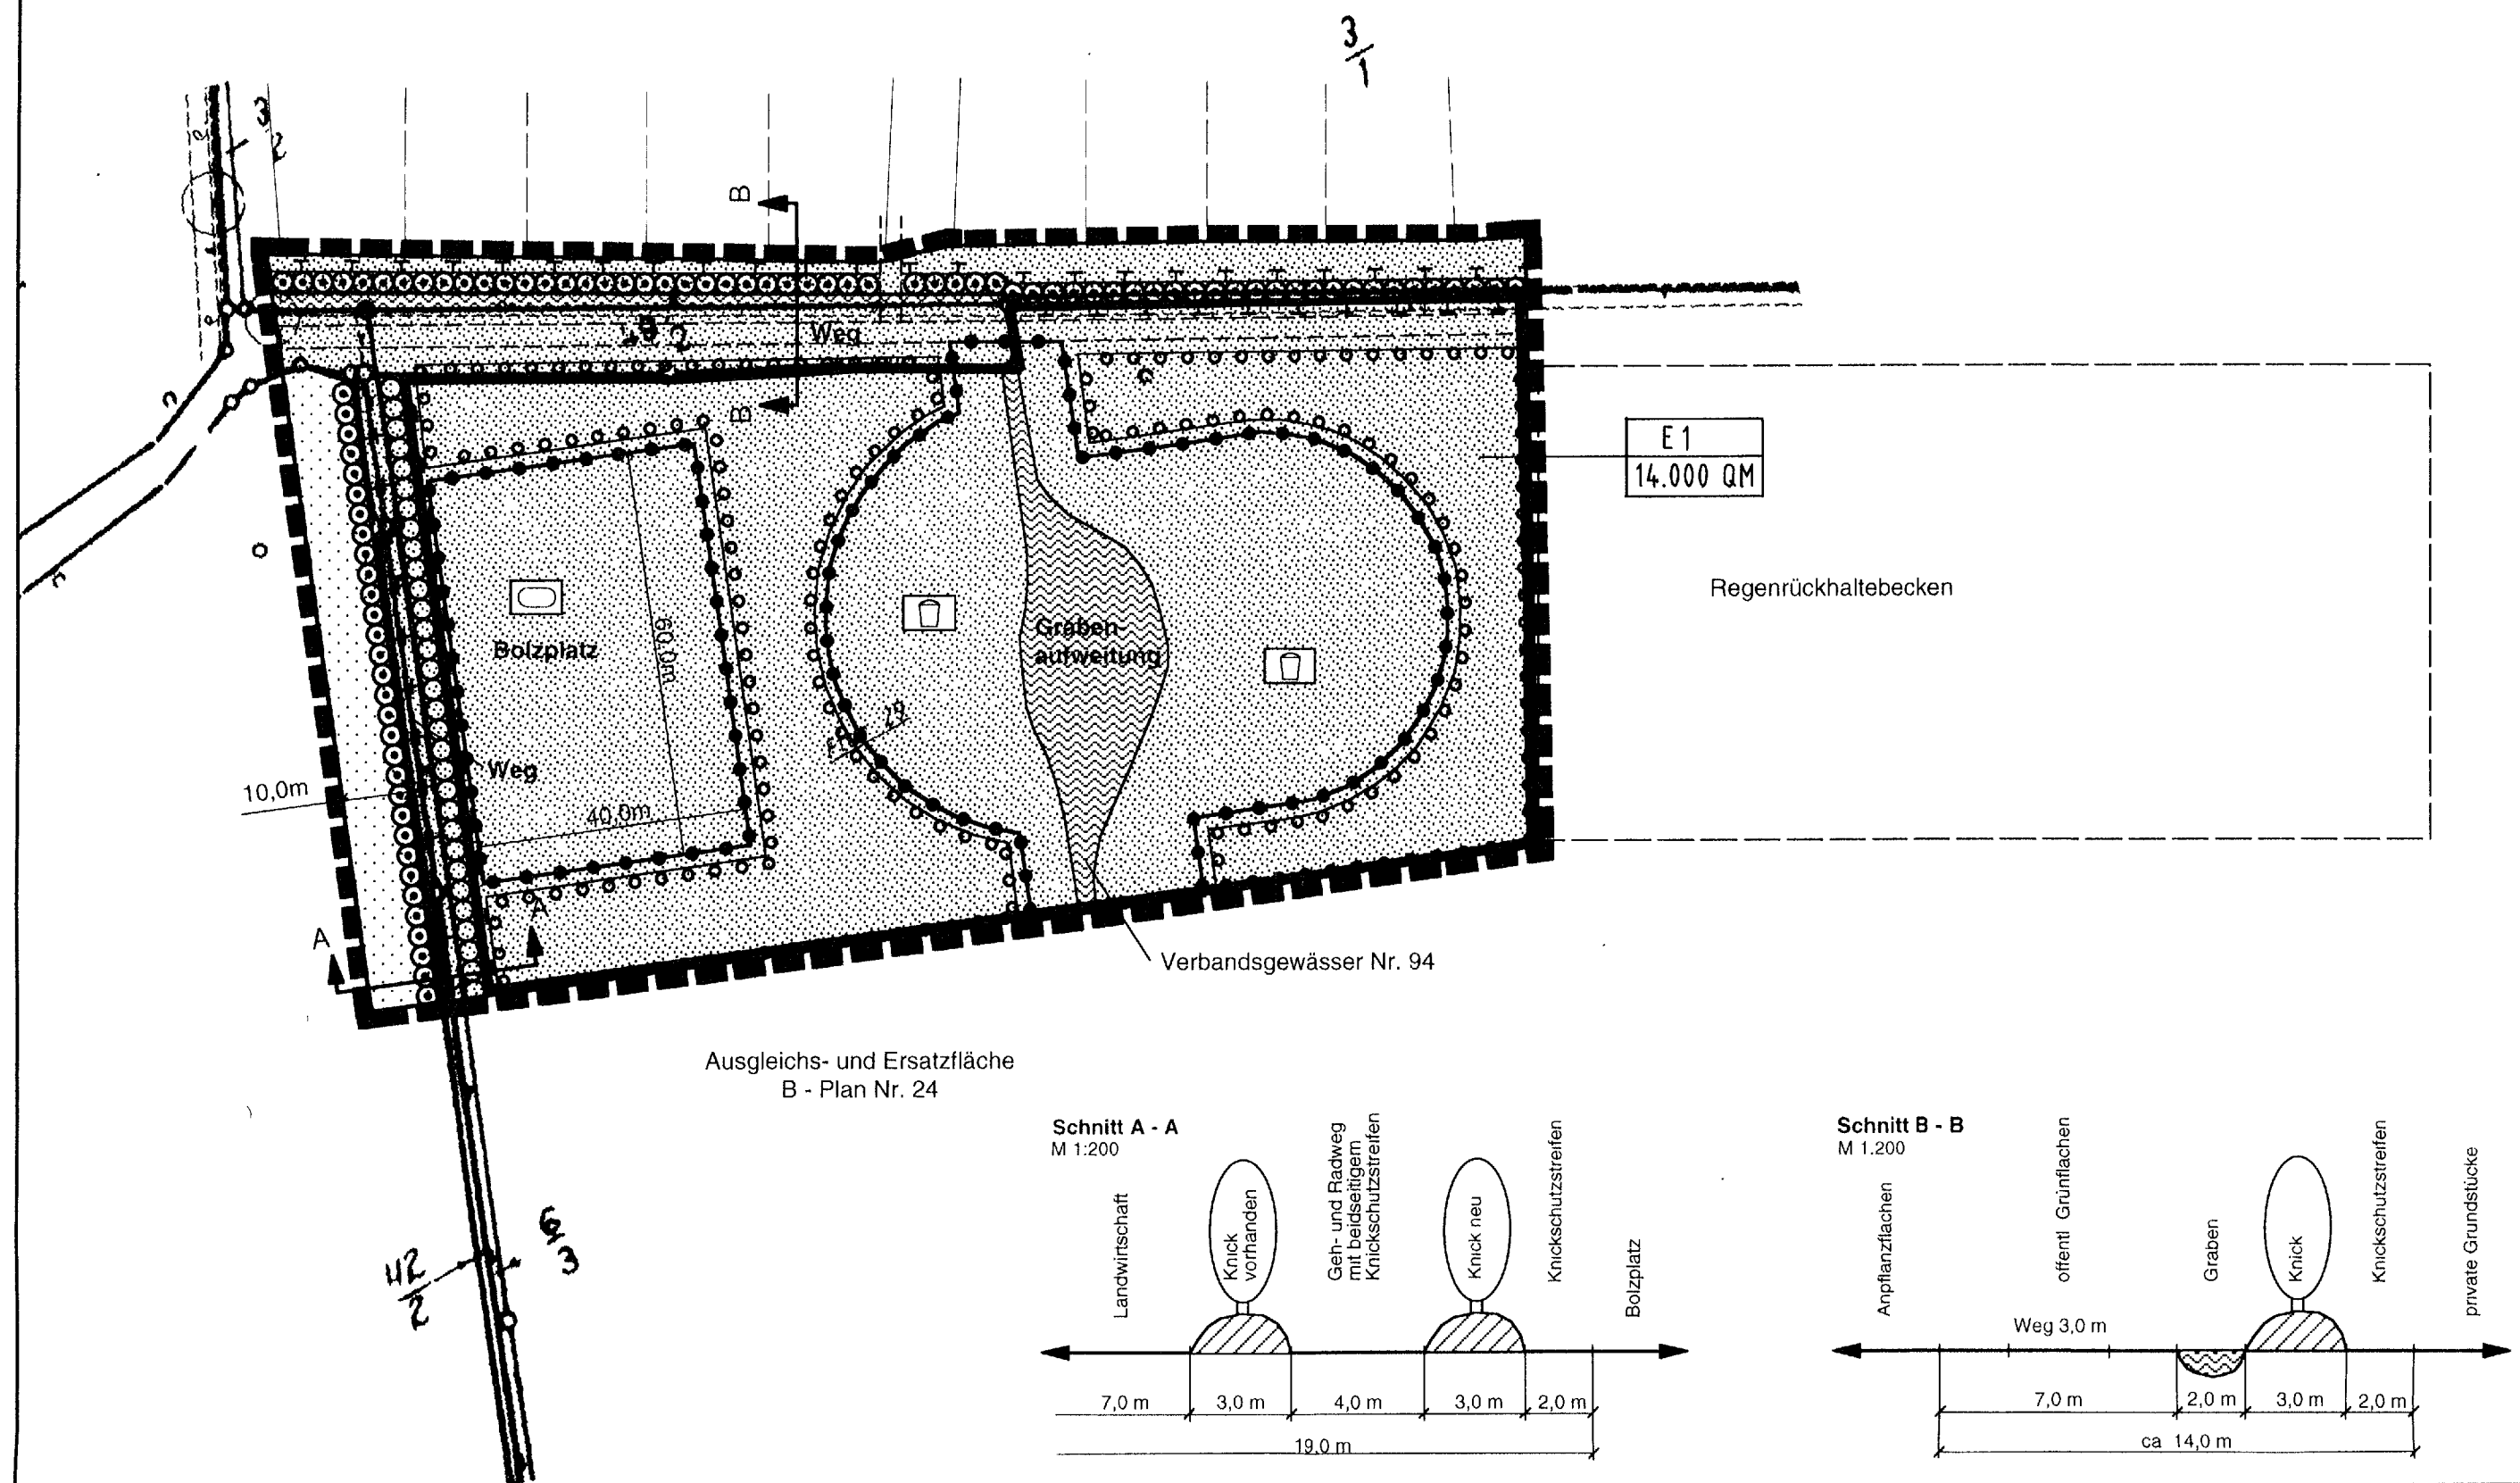 3
1
3
2
B
Weg
B
E 1
14.000 QM
Regenrückhaltebecken
Bolzplatz
60,0m
Graben-
aufweitung
Weg
10,0m
40,0m
A
A
Verbandsgewässer Nr. 94
Ausgleichs- und Ersatzfläche
B - Plan Nr. 24
42
2
6
3
Schnitt A - A
M 1:200
Landwirtschaft
Knick
vorhanden
Geh- und Radweg
mit beidseitigem
Knickschutzstreifen
Knick neu
Knickschutzstreifen
Bolzplatz
7,0 m
3,0 m
4,0 m
3,0 m
2,0 m
19,0 m
Schnitt B - B
M 1.200
Anpflanzflächen
öffentl Grünflächen
Graben
Knick
Knickschutzstreifen
private Grundstücke
Weg 3,0 m
7,0 m
2,0 m
3,0 m
2,0 m
ca 14,0 m